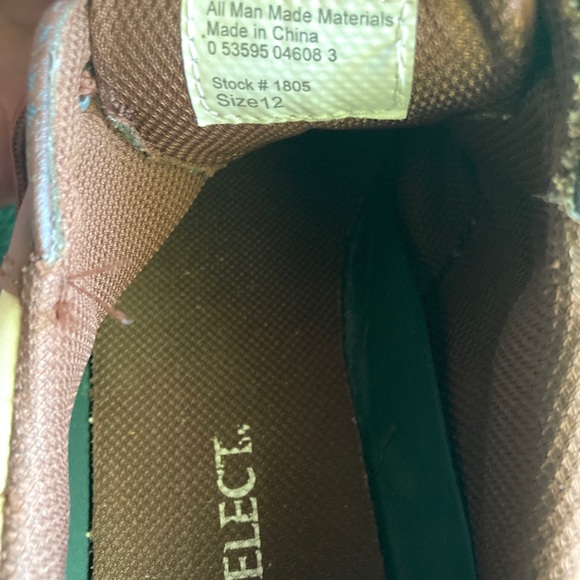 All Man Made Materials
Made in China
0 53595 04608 3
Stock # 1805
Size12
ELECT.